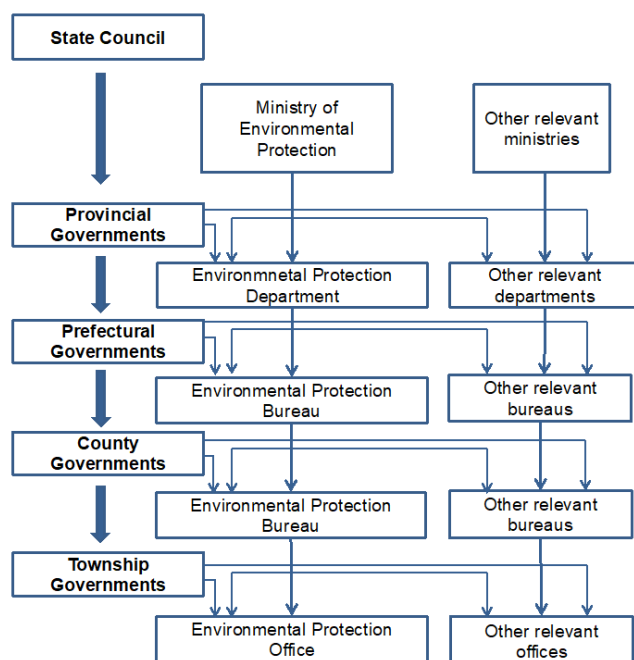 State Council
Ministry of
Environmental
Protection
Other relevant
ministries
Provincial
Governments
Environmnetal Protection
Department
Other relevant
departments
Prefectural
Governments
Environmental Protection
Bureau
Other relevant
bureaus
County
Governments
Environmental Protection
Bureau
Other relevant
bureaus
Township
Governments
Environmental Protection
Office
Other relevant
offices